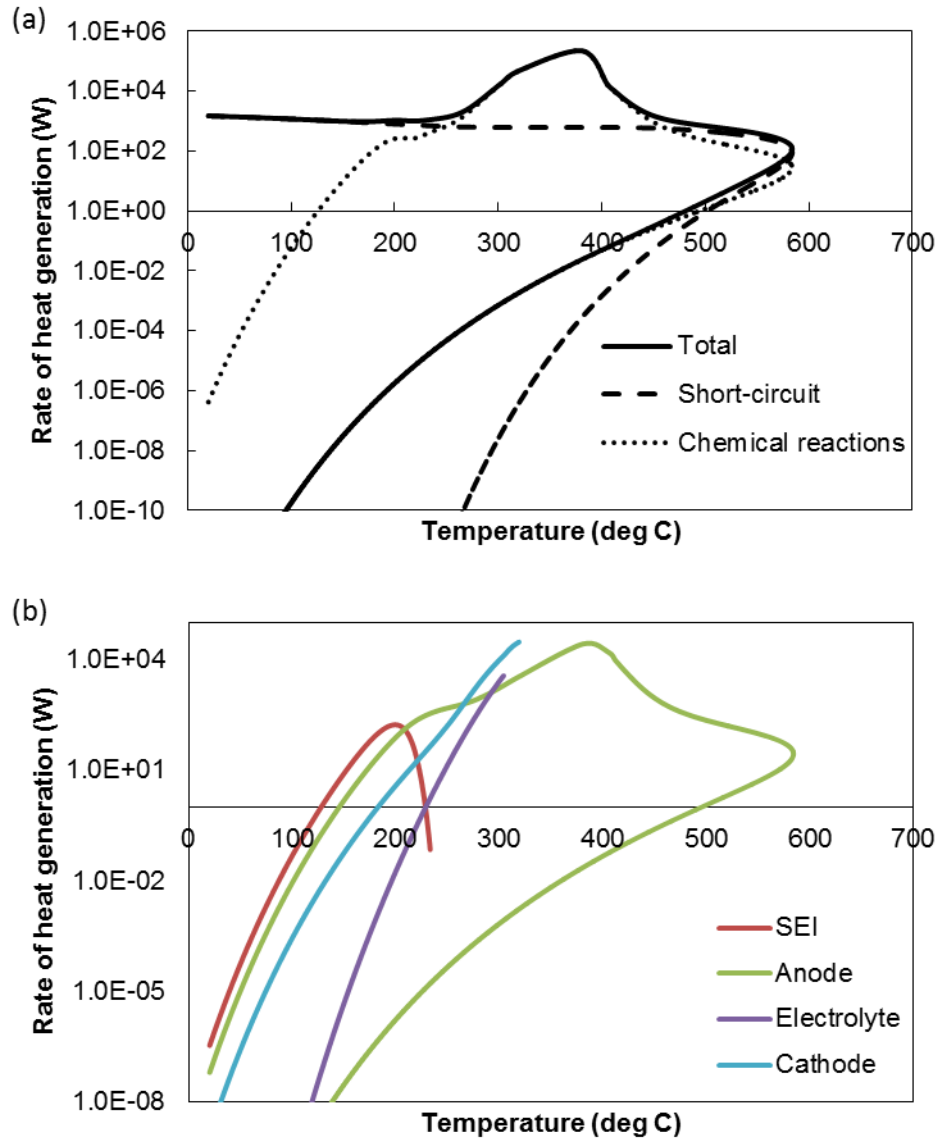 (a)
1.0E+06
1.0E+04
1.0E+02
1.0E+00
1.0E-02
1.0E-04
1.0E-06
1.0E-08
1.0E-10
Rate of heat generation (W)
0 100 200 300 400 500 600 700
Total
Short-circuit
Chemical reactions
Temperature (deg C)
(b)
1.0E+04
1.0E+01
1.0E-02
1.0E-05
1.0E-08
Rate of heat generation (W)
0 100 200 300 400 500 600 700
SEI
Anode
Electrolyte
Cathode
Temperature (deg C)